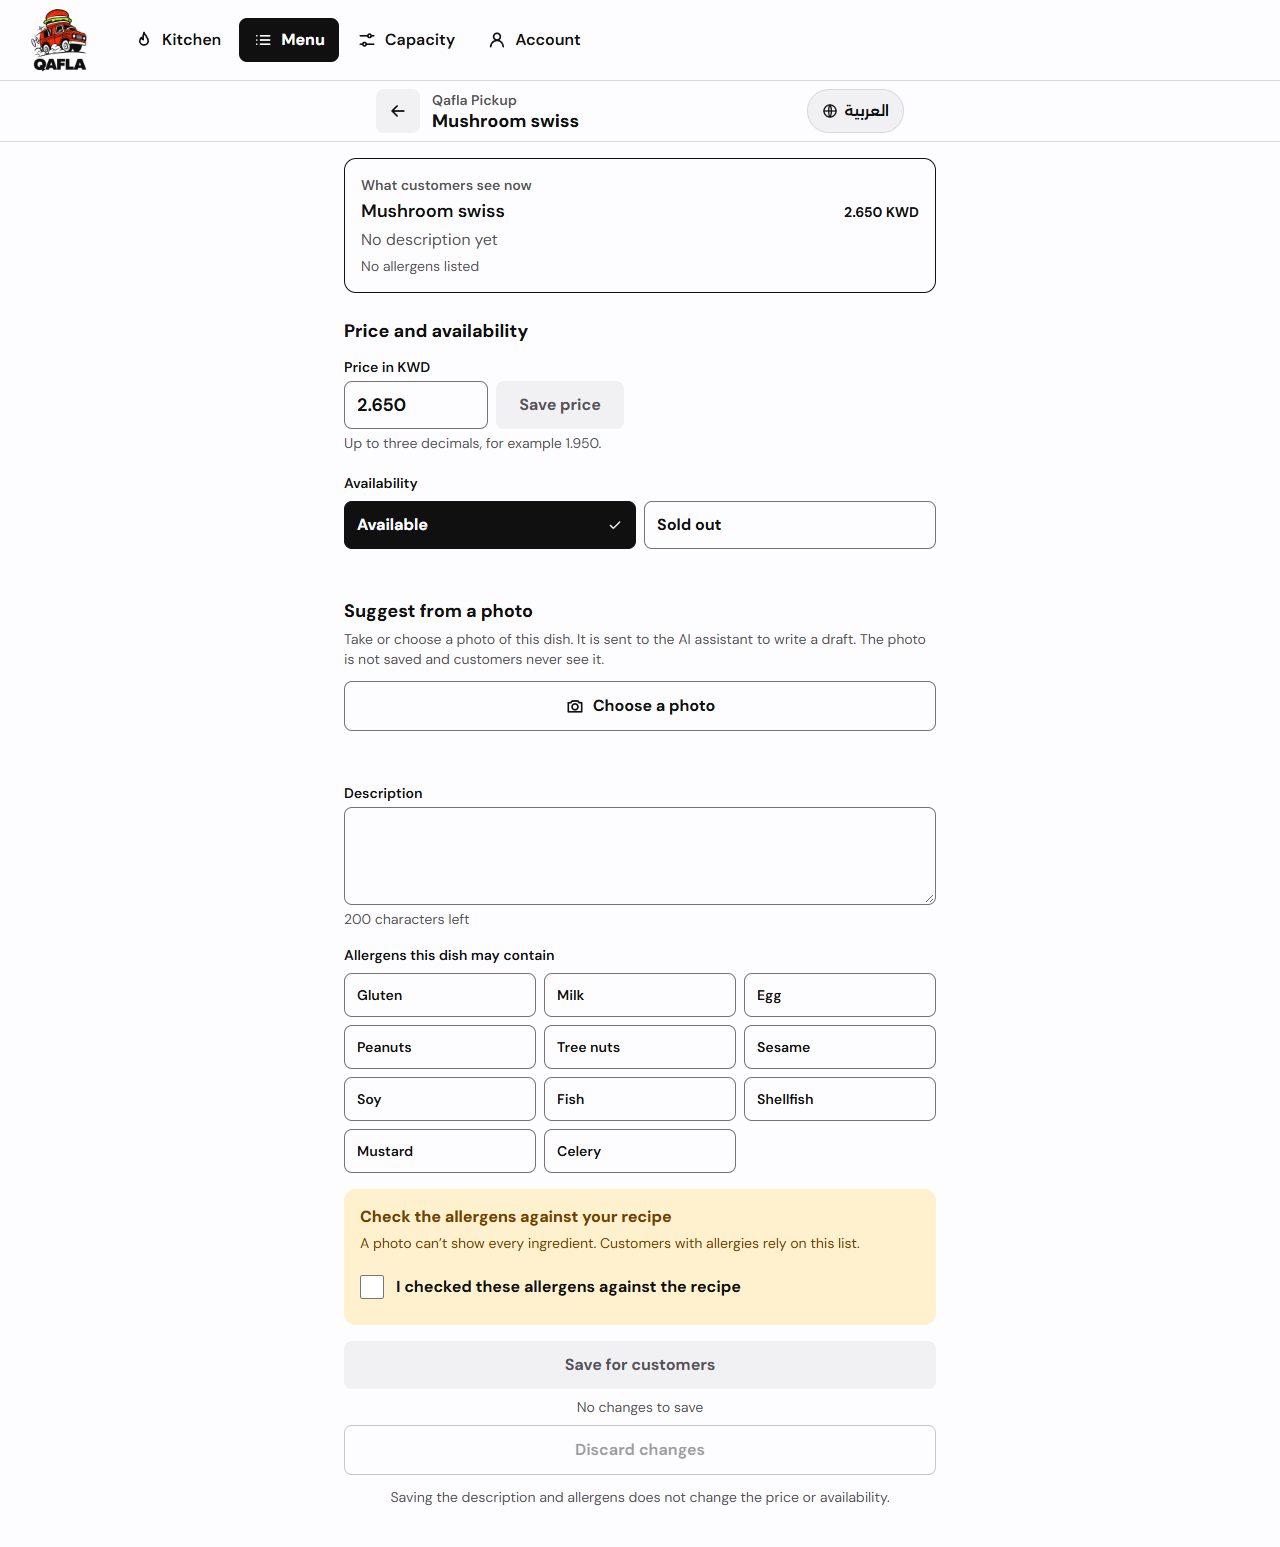 QAFLA
Kitchen
Menu
Capacity
Account
Qafla Pickup
Mushroom swiss
العربية
What customers see now
Mushroom swiss
2.650 KWD
No description yet
No allergens listed
Price and availability
Price in KWD
2.650
Save price
Up to three decimals, for example 1.950.
Availability
Available
Sold out
Suggest from a photo
Take or choose a photo of this dish. It is sent to the AI assistant to write a draft. The photo
is not saved and customers never see it.
Choose a photo
Description
200 characters left
Allergens this dish may contain
Gluten
Milk
Egg
Peanuts
Tree nuts
Sesame
Soy
Fish
Shellfish
Mustard
Celery
Check the allergens against your recipe
A photo can’t show every ingredient. Customers with allergies rely on this list.
I checked these allergens against the recipe
Save for customers
No changes to save
Discard changes
Saving the description and allergens does not change the price or availability.